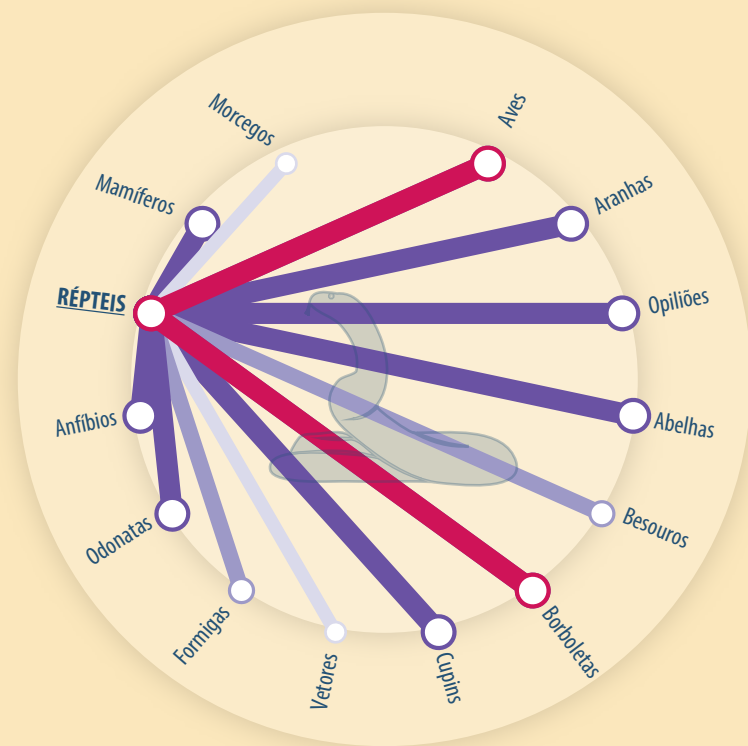 Morcegos
Aves
Mamíferos
Aranhas
RÉPTEIS
Opiliões
Anfíbios
Abelhas
Odonatas
Besouros
Formigas
Borboletas
Vetores
Cupins